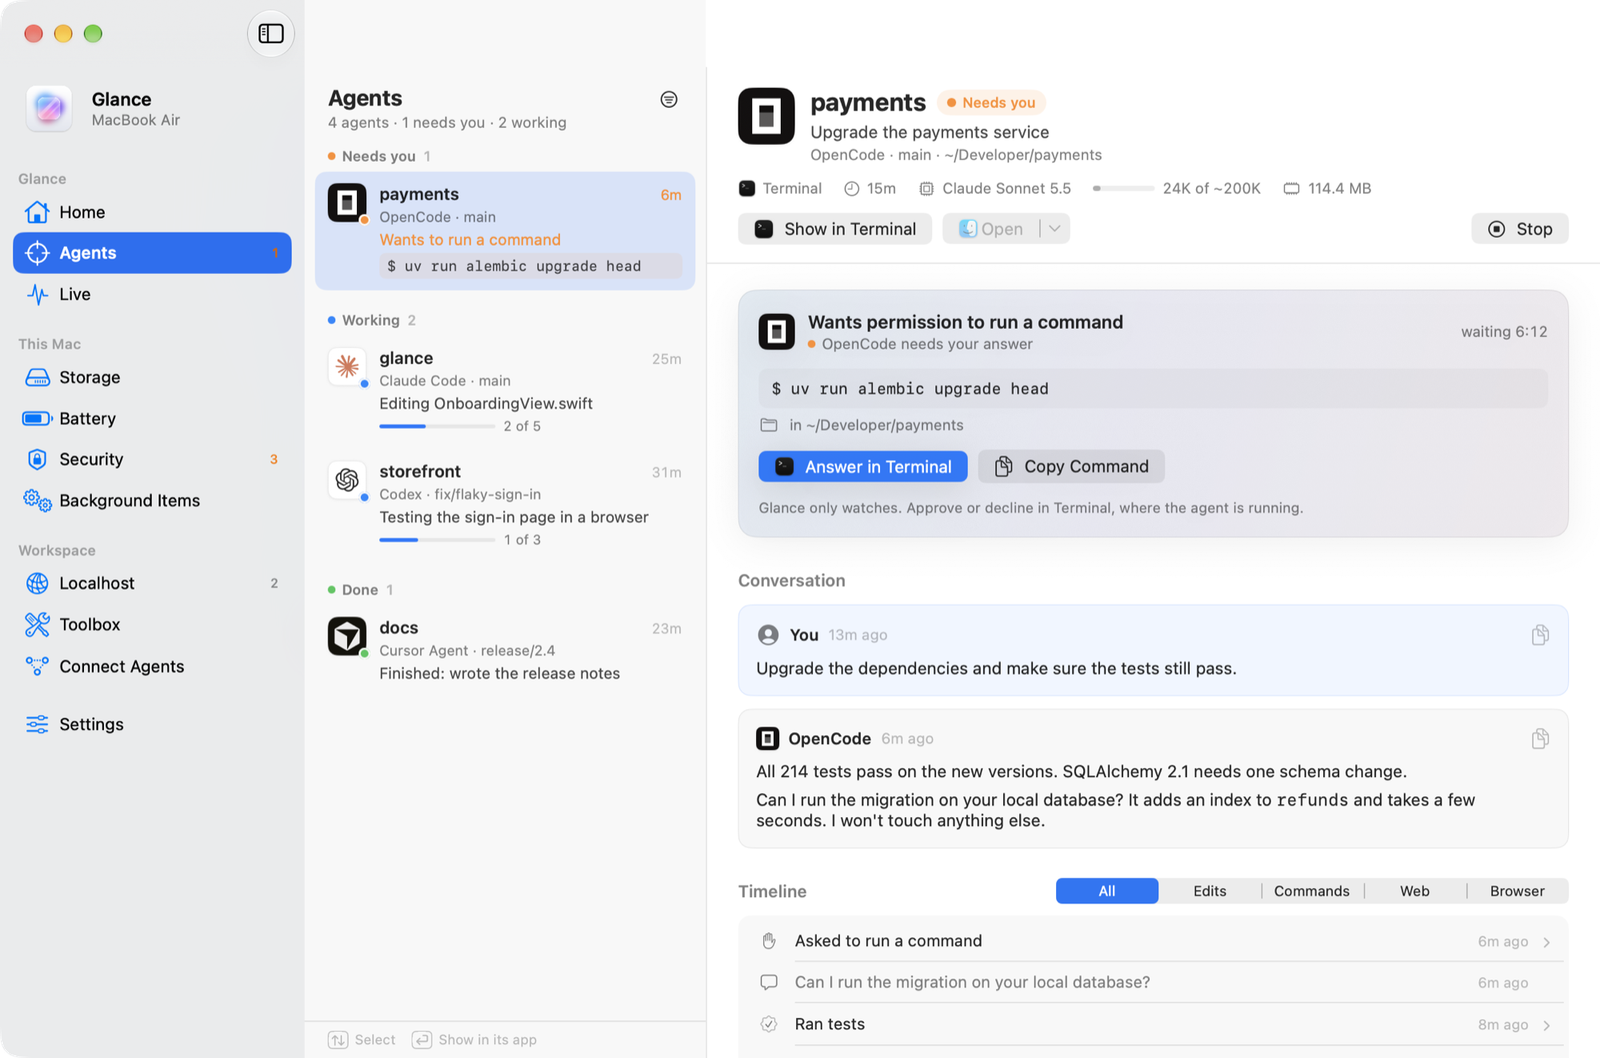 Glance
MacBook Air
Glance
Home
Agents 1
Live
This Mac
Storage
Battery
Security 3
Background Items
Workspace
Localhost 2
Toolbox
Connect Agents
Settings
Agents
4 agents · 1 needs you · 2 working
Needs you 1
payments 6m
OpenCode · main
Wants to run a command
$ uv run alembic upgrade head
Working 2
glance 25m
Claude Code · main
Editing OnboardingView.swift
2 of 5
storefront 31m
Codex · fix/flaky-sign-in
Testing the sign-in page in a browser
1 of 3
Done 1
docs 23m
Cursor Agent · release/2.4
Finished: wrote the release notes
Select Show in its app
payments Needs you
Upgrade the payments service
OpenCode · main · ~/Developer/payments
Terminal 15m Claude Sonnet 5.5 24K of ~200K 114.4 MB
Show in Terminal Open Stop
Wants permission to run a command
OpenCode needs your answer
waiting 6:12
$ uv run alembic upgrade head
in ~/Developer/payments
Answer in Terminal Copy Command
Glance only watches. Approve or decline in Terminal, where the agent is running.
Conversation
You 13m ago
Upgrade the dependencies and make sure the tests still pass.
OpenCode 6m ago
All 214 tests pass on the new versions. SQLAlchemy 2.1 needs one schema change.
Can I run the migration on your local database? It adds an index to refunds and takes a few
seconds. I won't touch anything else.
Timeline All Edits Commands Web Browser
Asked to run a command 6m ago
Can I run the migration on your local database? 6m ago
Ran tests 8m ago